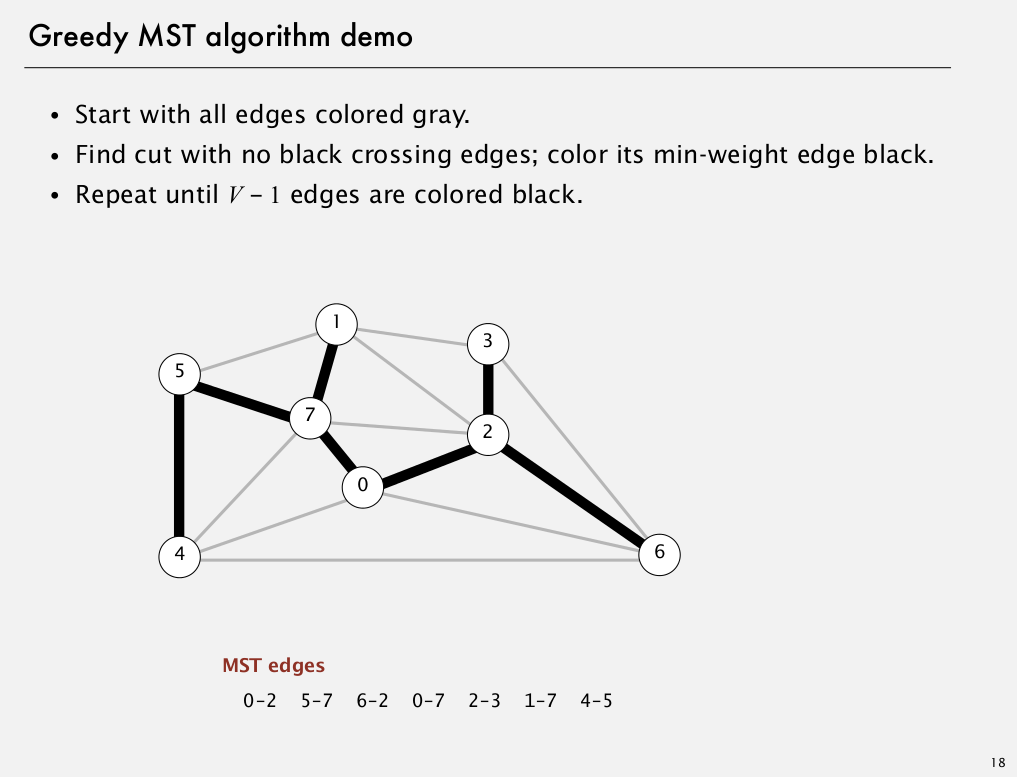 Greedy MST algorithm demo
• Start with all edges colored gray.
• Find cut with no black crossing edges; color its min-weight edge black.
• Repeat until V – 1 edges are colored black.
1
3
5
7
2
0
4
6
MST edges
0–2 5–7 6–2 0–7 2–3 1–7 4–5
18